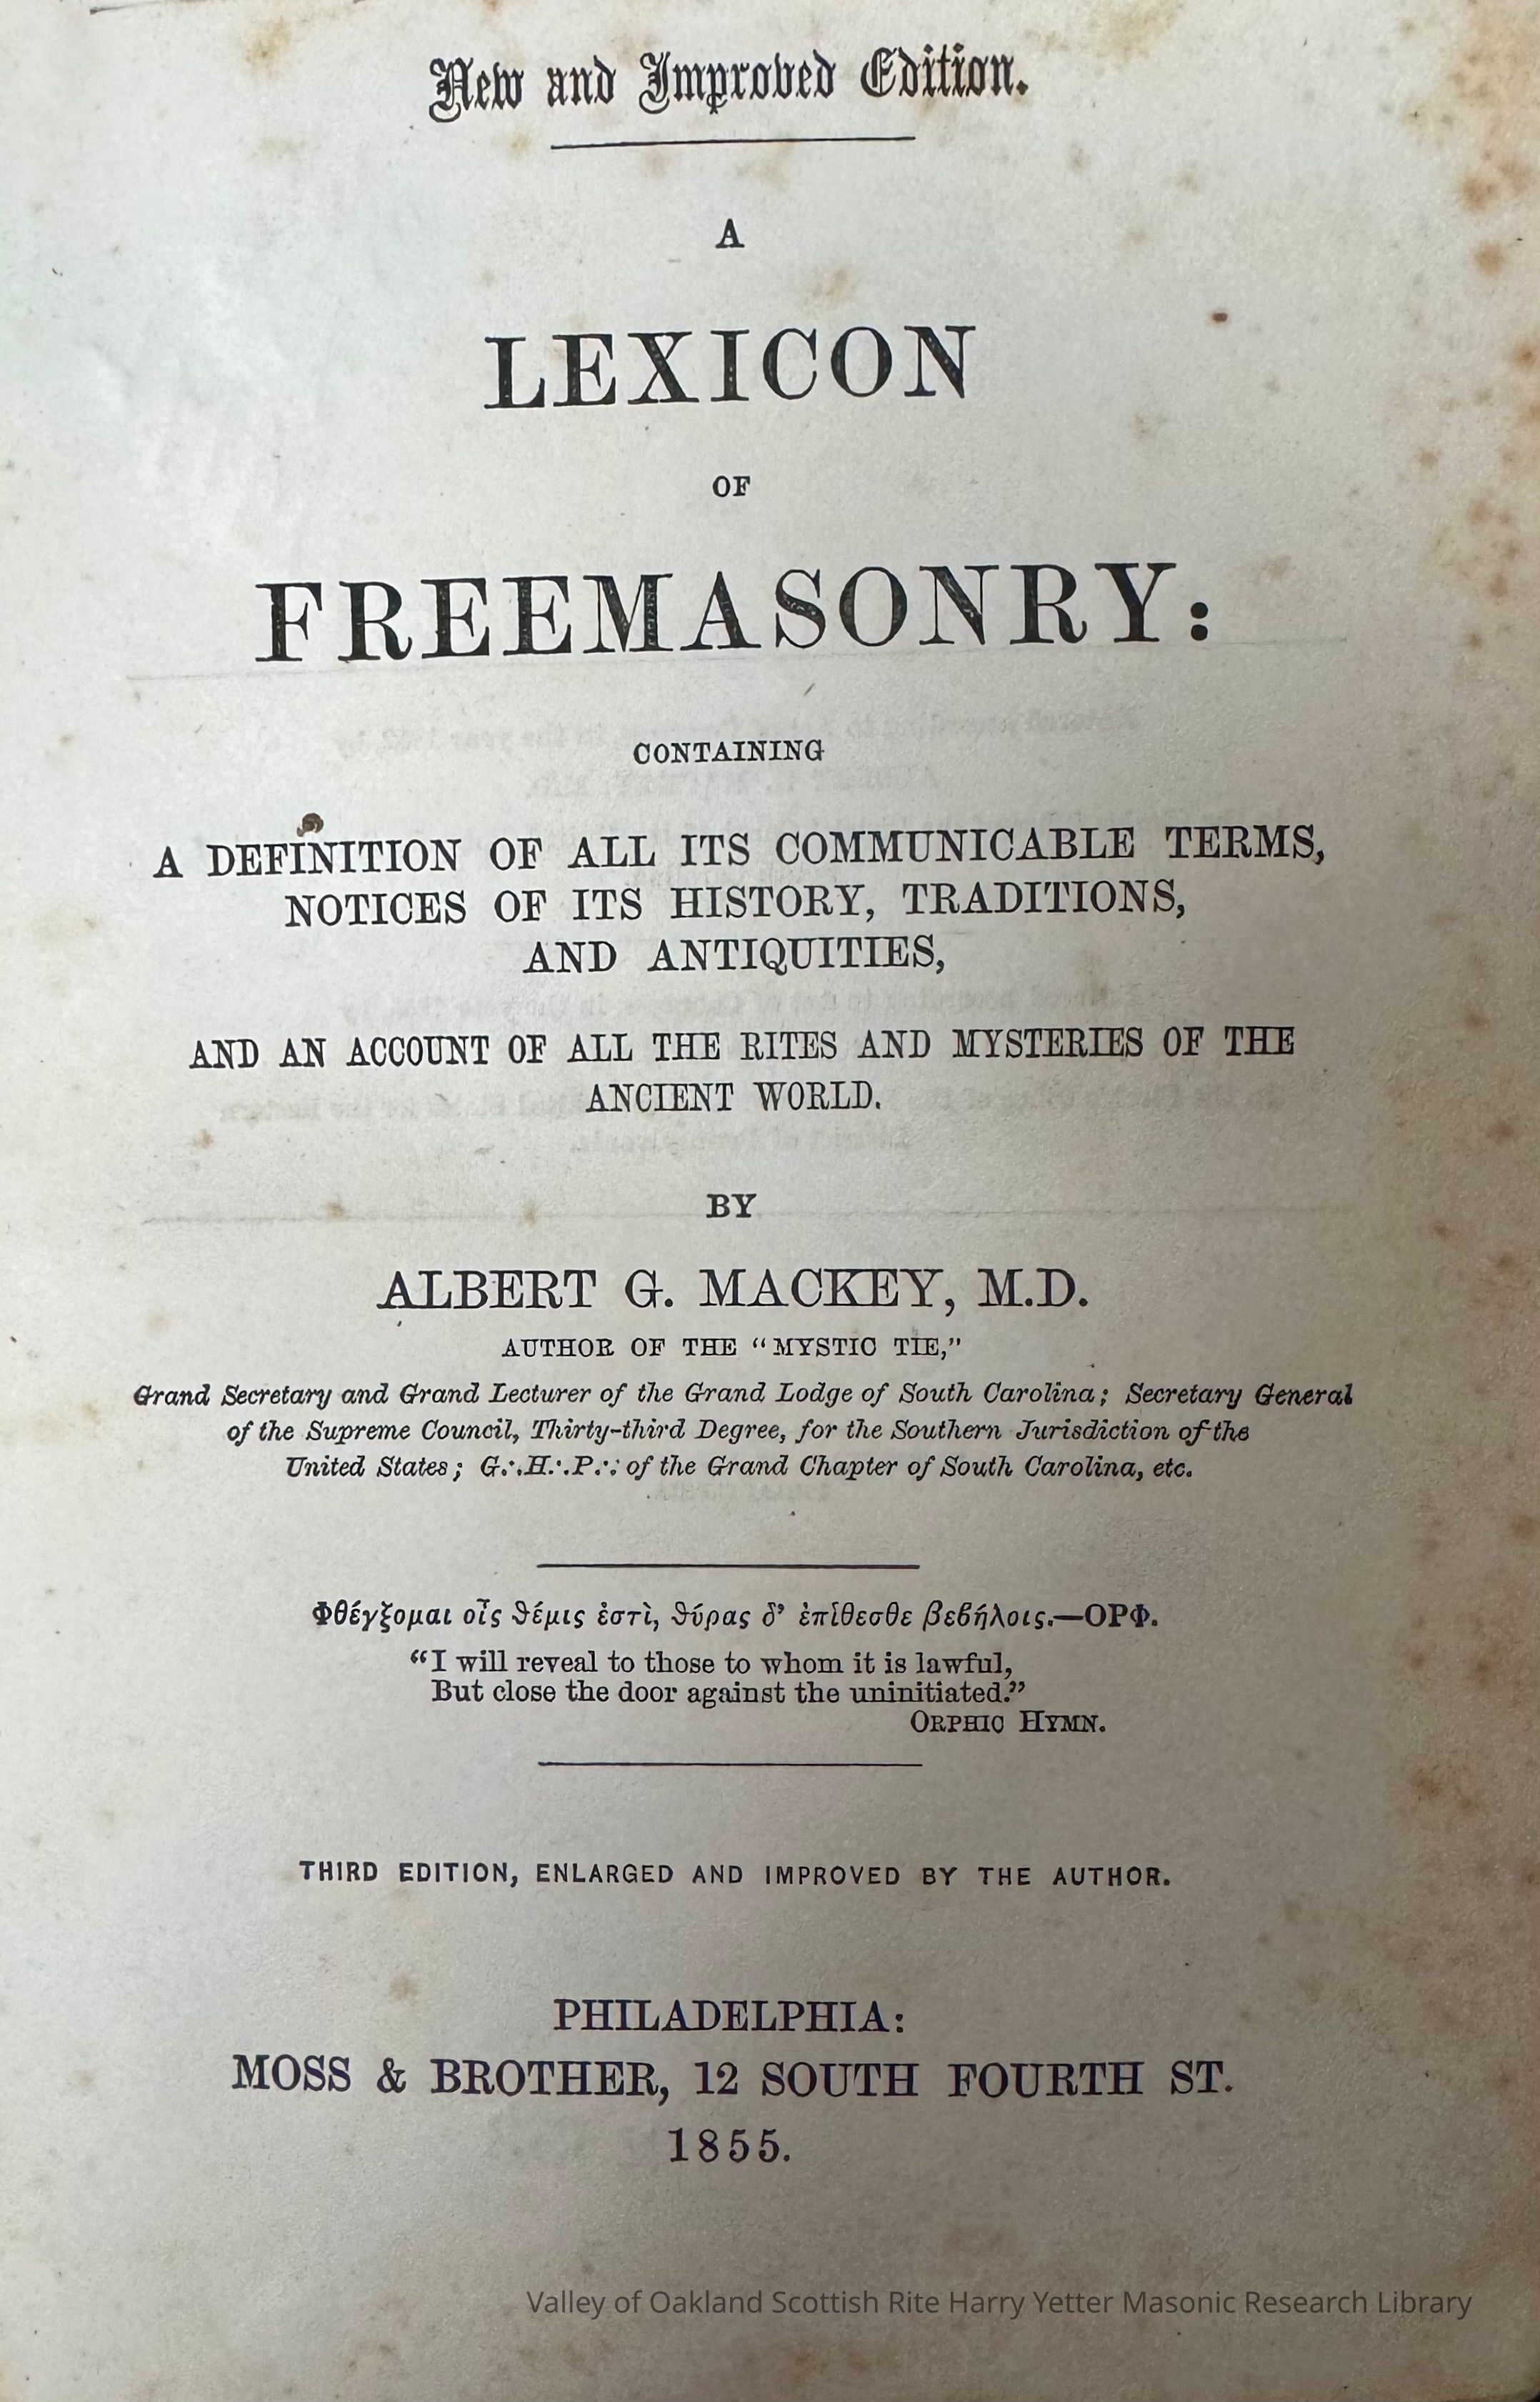 New and Improved Edition.
A
LEXICON
OF
FREEMASONRY:
CONTAINING
A DEFINITION OF ALL ITS COMMUNICABLE TERMS,
NOTICES OF ITS HISTORY, TRADITIONS,
AND ANTIQUITIES,
AND AN ACCOUNT OF ALL THE RITES AND MYSTERIES OF THE
ANCIENT WORLD.
BY
ALBERT G. MACKEY, M.D.
AUTHOR OF THE “MYSTIC TIE,”
Grand Secretary and Grand Lecturer of the Grand Lodge of South Carolina; Secretary General
of the Supreme Council, Thirty-third Degree, for the Southern Jurisdiction of the
United States; G∴H∴P∴: of the Grand Chapter of South Carolina, etc.
Φθέγξομαι οἷς ϑέμις ἐστὶ, ϑύρας δ’ ἐπίθεσθε βεβήλοις.—ΟΡΦ.
“I will reveal to those to whom it is lawful,
But close the door against the uninitiated.”
ORPHIC HYMN.
THIRD EDITION, ENLARGED AND IMPROVED BY THE AUTHOR.
PHILADELPHIA:
MOSS & BROTHER, 12 SOUTH FOURTH ST.
1855.
Valley of Oakland Scottish Rite Harry Yetter Masonic Research Library